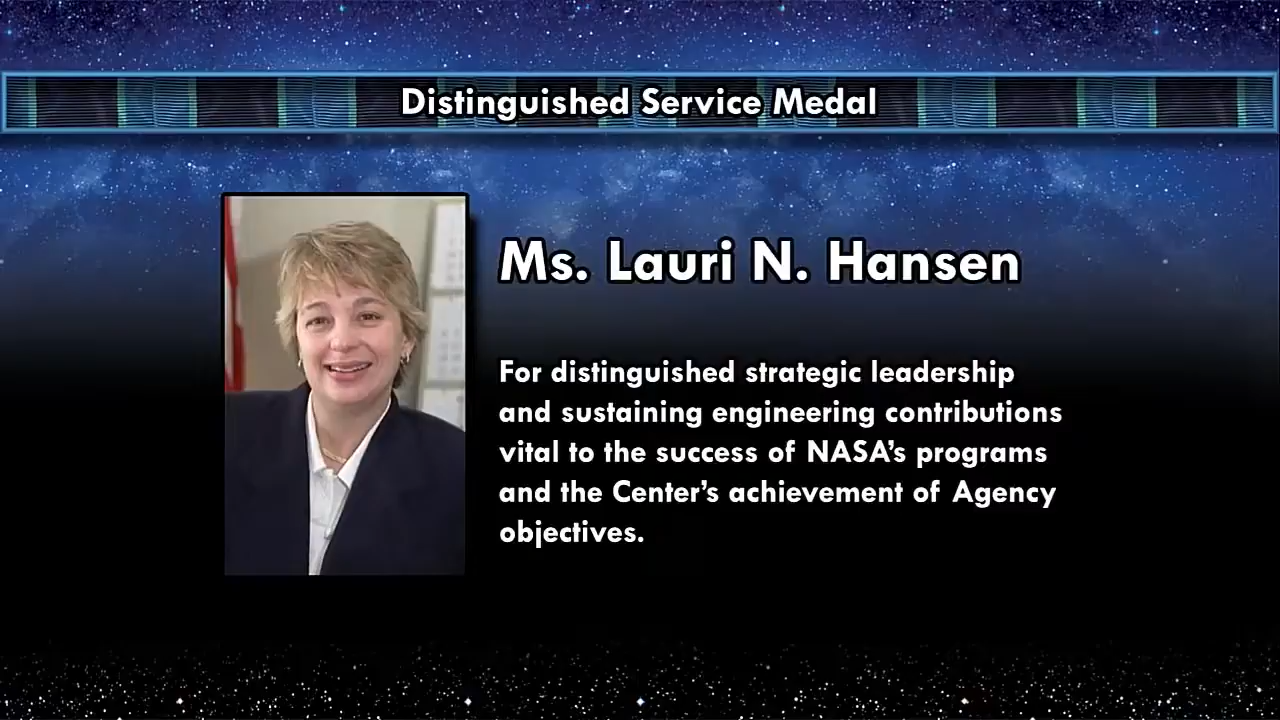 Distinguished Service Medal
Ms. Lauri N. Hansen
For distinguished strategic leadership
and sustaining engineering contributions
vital to the success of NASA’s programs
and the Center’s achievement of Agency
objectives.